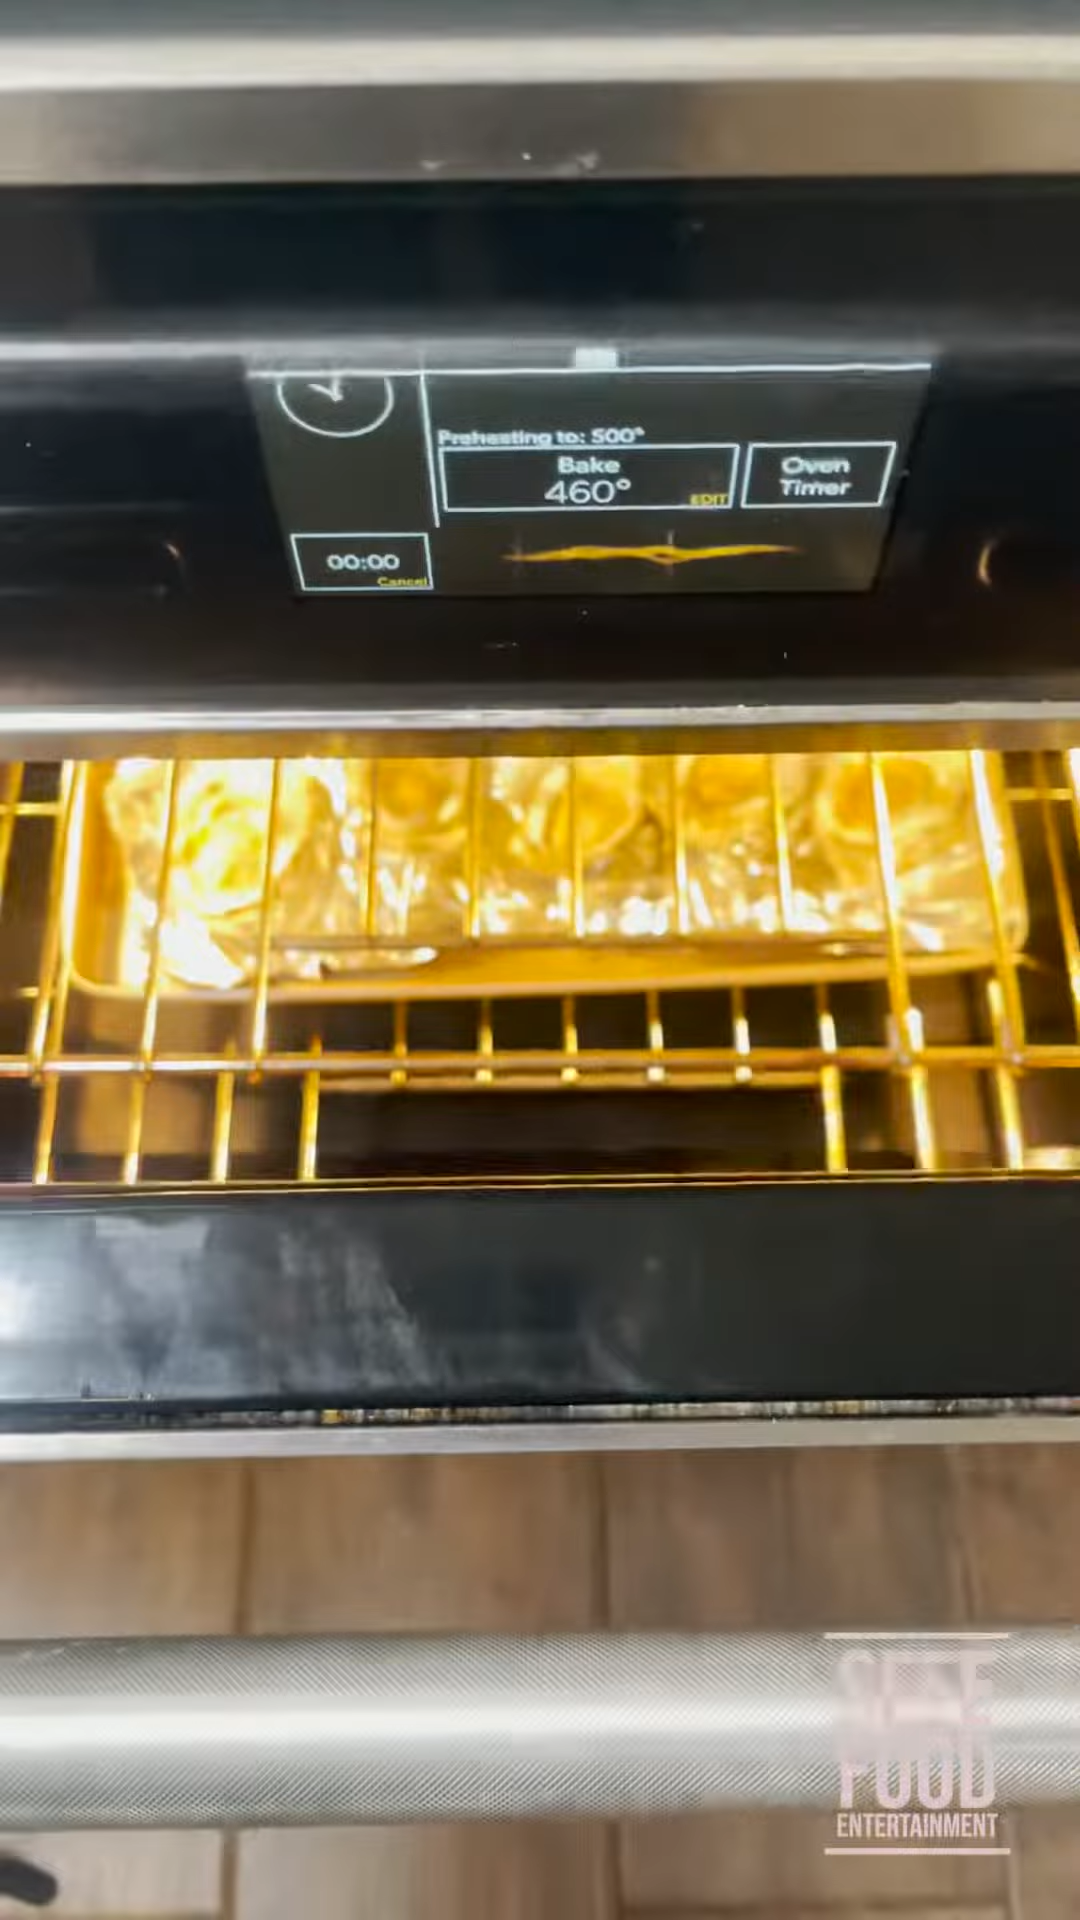 Preheating to: 500°
Bake
460°
EDIT
Oven
Timer
00:00
Cancel
FOOD
ENTERTAINMENT